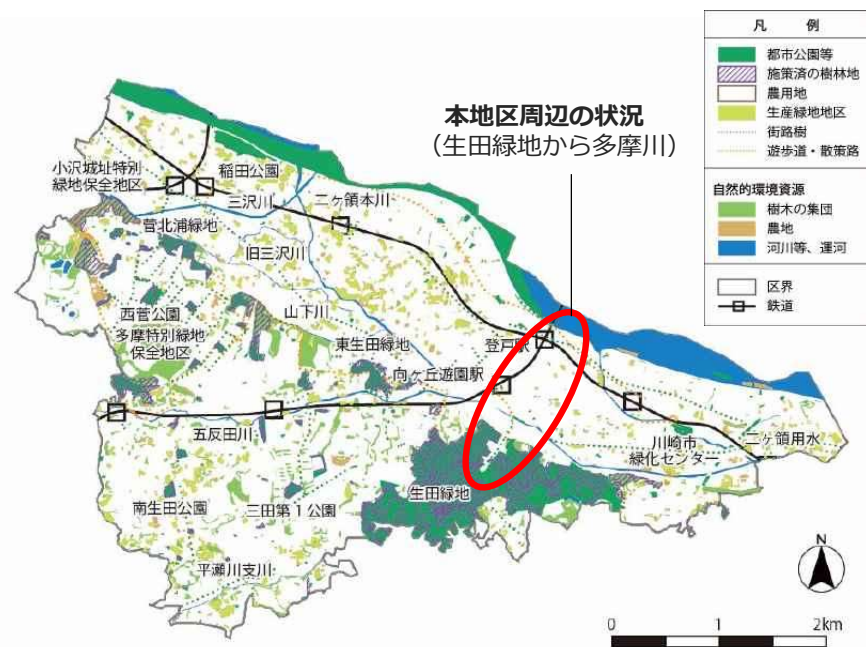 凡 例
都市公園等
施策済の樹林地
農用地
生産緑地地区
街路樹
遊歩道・散策路
自然的環境資源
樹木の集団
農地
河川等、運河
区界
鉄道
本地区周辺の状況
（生田緑地から多摩川）
小沢城址特別
緑地保全地区
稲田公園
三沢川
二ヶ領本川
菅北浦緑地
旧三沢川
西菅公園
多摩特別緑地
保全地区
山下川
東生田緑地
登戸駅
向ヶ丘遊園駅
五反田川
川崎市
緑化センター
二ヶ領用水
生田緑地
南生田公園
三田第1公園
平瀬川支川
N
0 1 2km